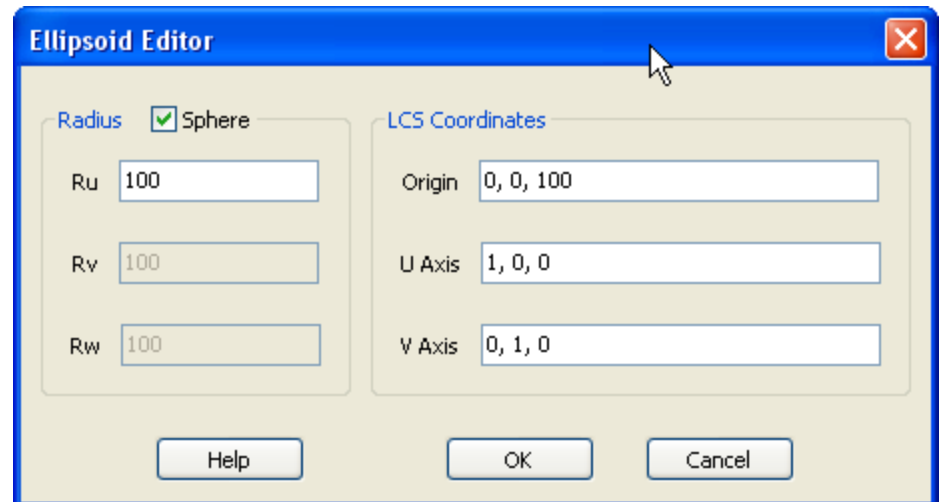 Ellipsoid Editor
Radius Sphere
Ru 100
Rv 100
Rw 100
LCS Coordinates
Origin 0, 0, 100
U Axis 1, 0, 0
V Axis 0, 1, 0
Help OK Cancel